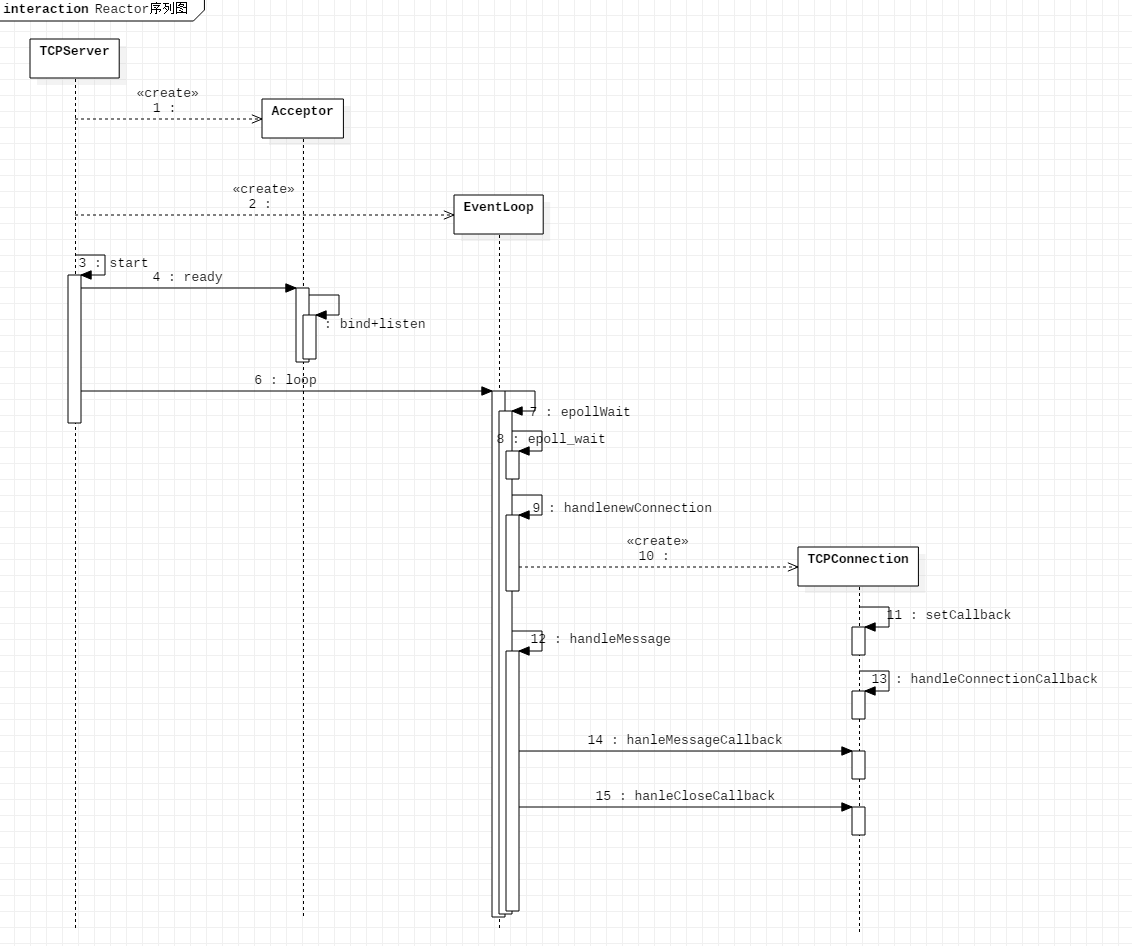 interaction Reactor序列图
TCPServer
«create»
1 :
Acceptor
«create»
2 :
EventLoop
3 : start
4 : ready
: bind+listen
6 : loop
7 : epollWait
8 : epoll_wait
9 : handlenewConnection
«create»
10 :
TCPConnection
11 : setCallback
12 : handleMessage
13 : handleConnectionCallback
14 : hanleMessageCallback
15 : hanleCloseCallback